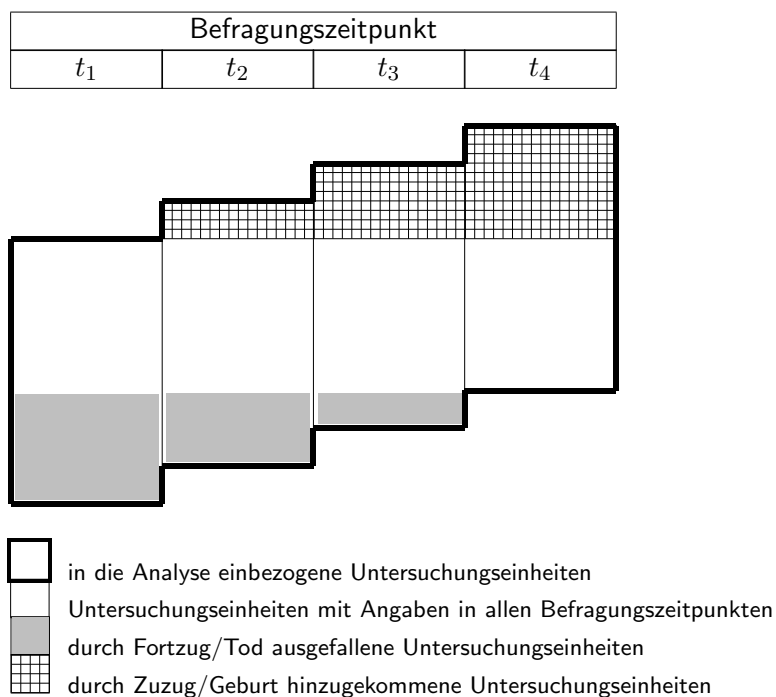 Befragungszeitpunkt
t₁ t₂ t₃ t₄
in die Analyse einbezogene Untersuchungseinheiten
Untersuchungseinheiten mit Angaben in allen Befragungszeitpunkten
durch Fortzug/Tod ausgefallene Untersuchungseinheiten
durch Zuzug/Geburt hinzugekommene Untersuchungseinheiten